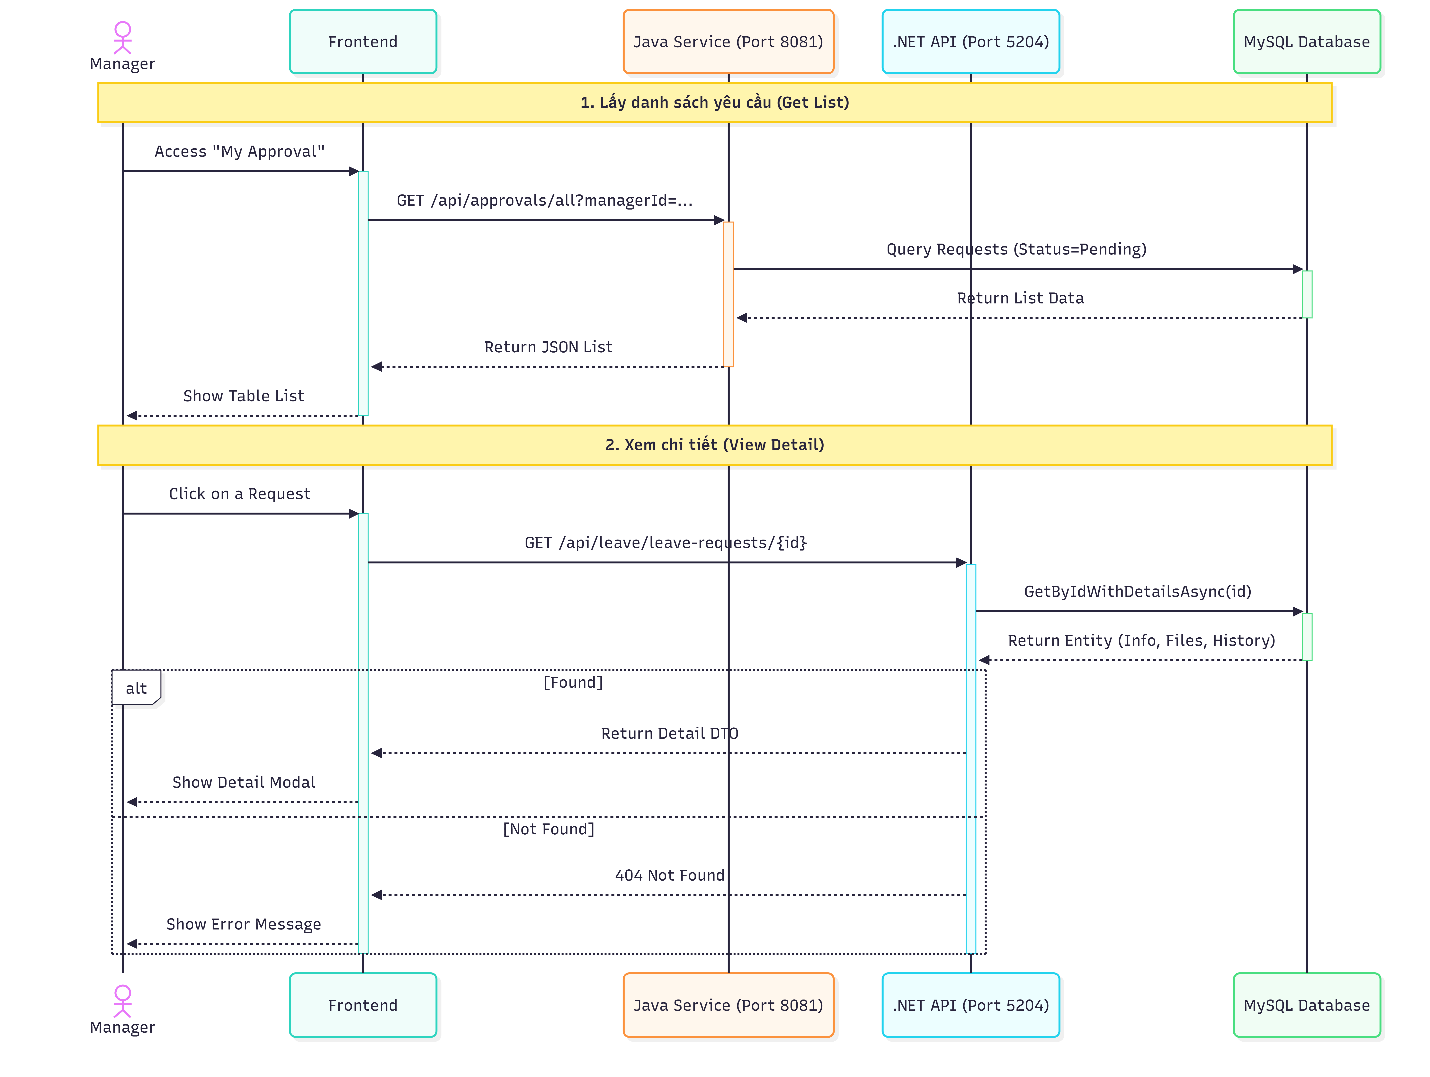 Manager
Frontend
Java Service (Port 8081)
.NET API (Port 5204)
MySQL Database
1. Lấy danh sách yêu cầu (Get List)
Access "My Approval"
GET /api/approvals/all?managerId=...
Query Requests (Status=Pending)
Return List Data
Return JSON List
Show Table List
2. Xem chi tiết (View Detail)
Click on a Request
GET /api/leave/leave-requests/{id}
GetByIdWithDetailsAsync(id)
Return Entity (Info, Files, History)
alt
[Found]
Return Detail DTO
Show Detail Modal
[Not Found]
404 Not Found
Show Error Message
Manager
Frontend
Java Service (Port 8081)
.NET API (Port 5204)
MySQL Database